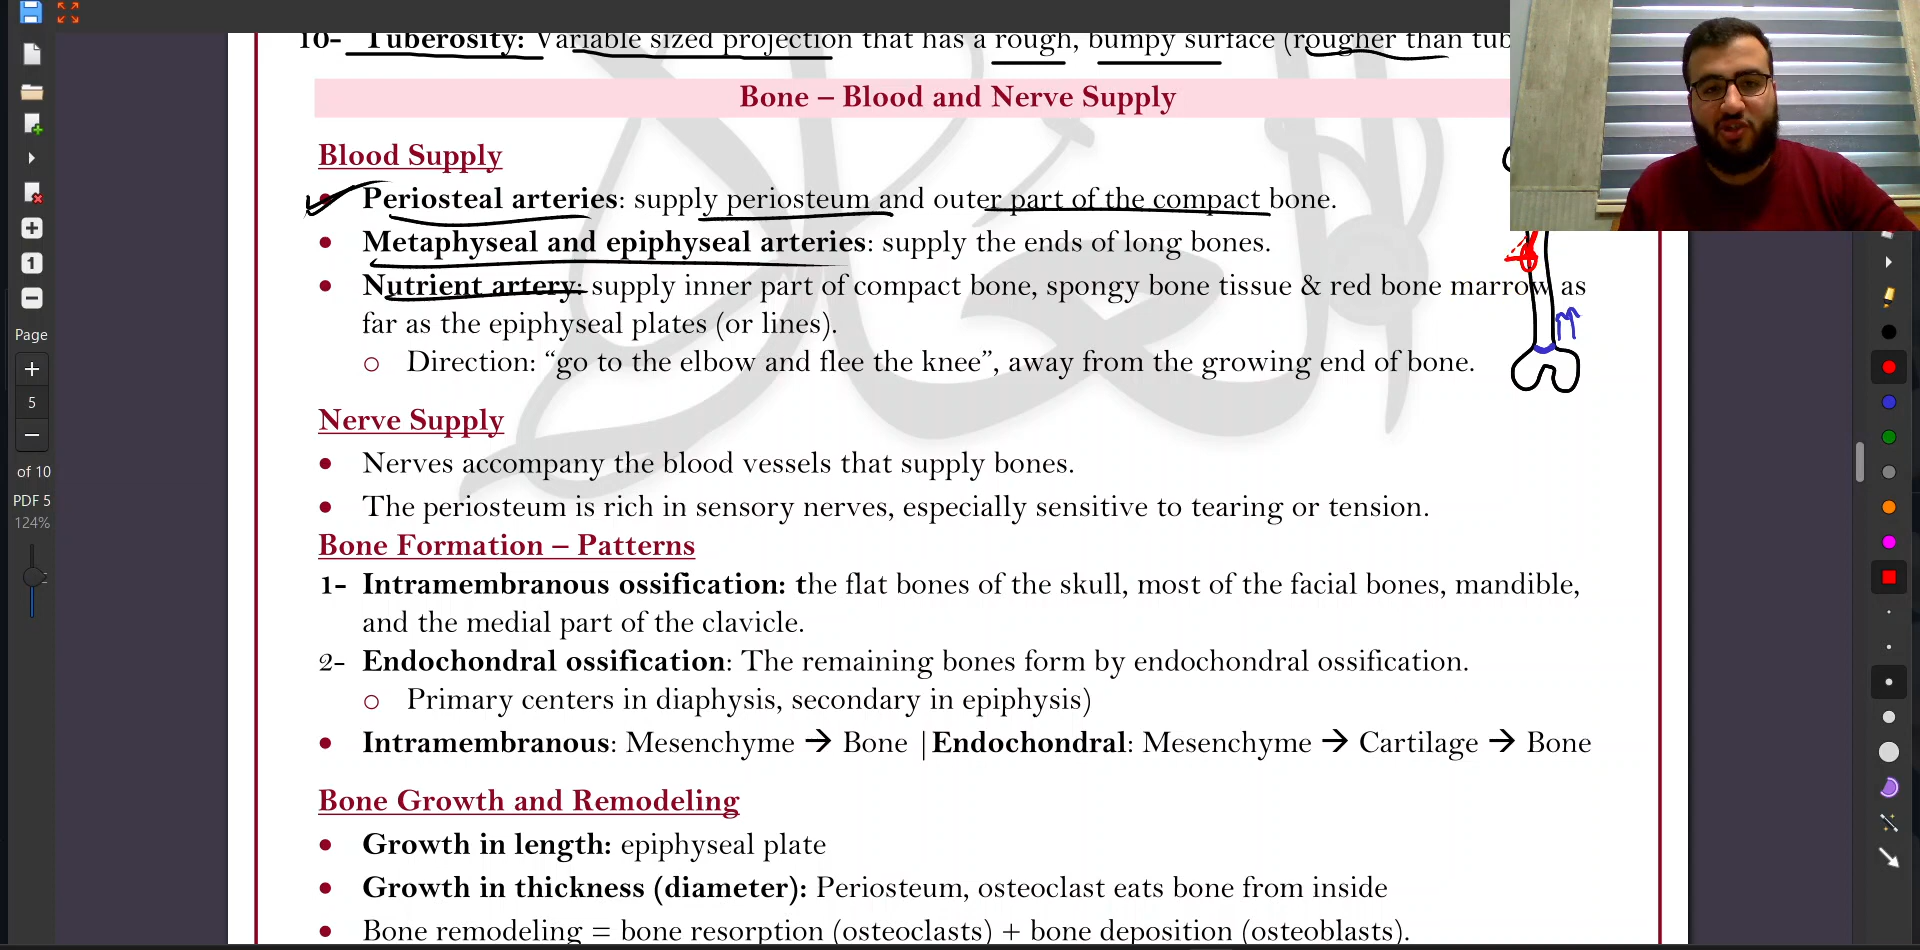 10- Tuberosity: Variable sized projection that has a rough, bumpy surface (rougher than tub
Bone – Blood and Nerve Supply
Blood Supply
• Periosteal arteries: supply periosteum and outer part of the compact bone.
• Metaphyseal and epiphyseal arteries: supply the ends of long bones.
• Nutrient artery: supply inner part of compact bone, spongy bone tissue & red bone marrow as
far as the epiphyseal plates (or lines).
o Direction: “go to the elbow and flee the knee”, away from the growing end of bone.
M
Nerve Supply
• Nerves accompany the blood vessels that supply bones.
• The periosteum is rich in sensory nerves, especially sensitive to tearing or tension.
Bone Formation – Patterns
1- Intramembranous ossification: the flat bones of the skull, most of the facial bones, mandible,
and the medial part of the clavicle.
2- Endochondral ossification: The remaining bones form by endochondral ossification.
o Primary centers in diaphysis, secondary in epiphysis)
• Intramembranous: Mesenchyme → Bone | Endochondral: Mesenchyme → Cartilage → Bone
Bone Growth and Remodeling
• Growth in length: epiphyseal plate
• Growth in thickness (diameter): Periosteum, osteoclast eats bone from inside
• Bone remodeling = bone resorption (osteoclasts) + bone deposition (osteoblasts).
1
Page
5
of 10
PDF 5
124%